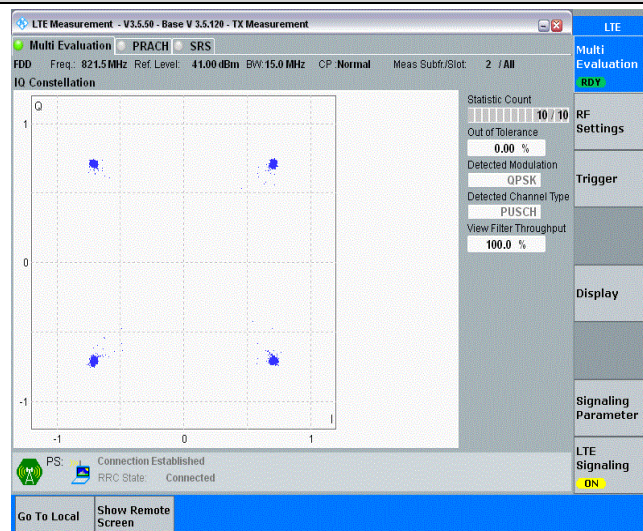 LTE Measurement - V3.5.50 - Base V 3.5.120 - TX Measurement
LTE
Multi Evaluation PRACH SRS
FDD Freq.: 821.5 MHz Ref. Level: 41.00 dBm BW: 15.0 MHz CP : Normal Meas Subfr./Slot: 2 / All
IQ Constellation
Q
1
0
-1
-1 0 1
I
Statistic Count
10 / 10
Out of Tolerance
0.00 %
Detected Modulation
QPSK
Detected Channel Type
PUSCH
View Filter Throughput
100.0 %
Multi
Evaluation
RDY
RF
Settings
Trigger
Display
Signaling
Parameter
LTE
Signaling
ON
PS: Connection Established
RRC State: Connected
Go To Local
Show Remote
Screen